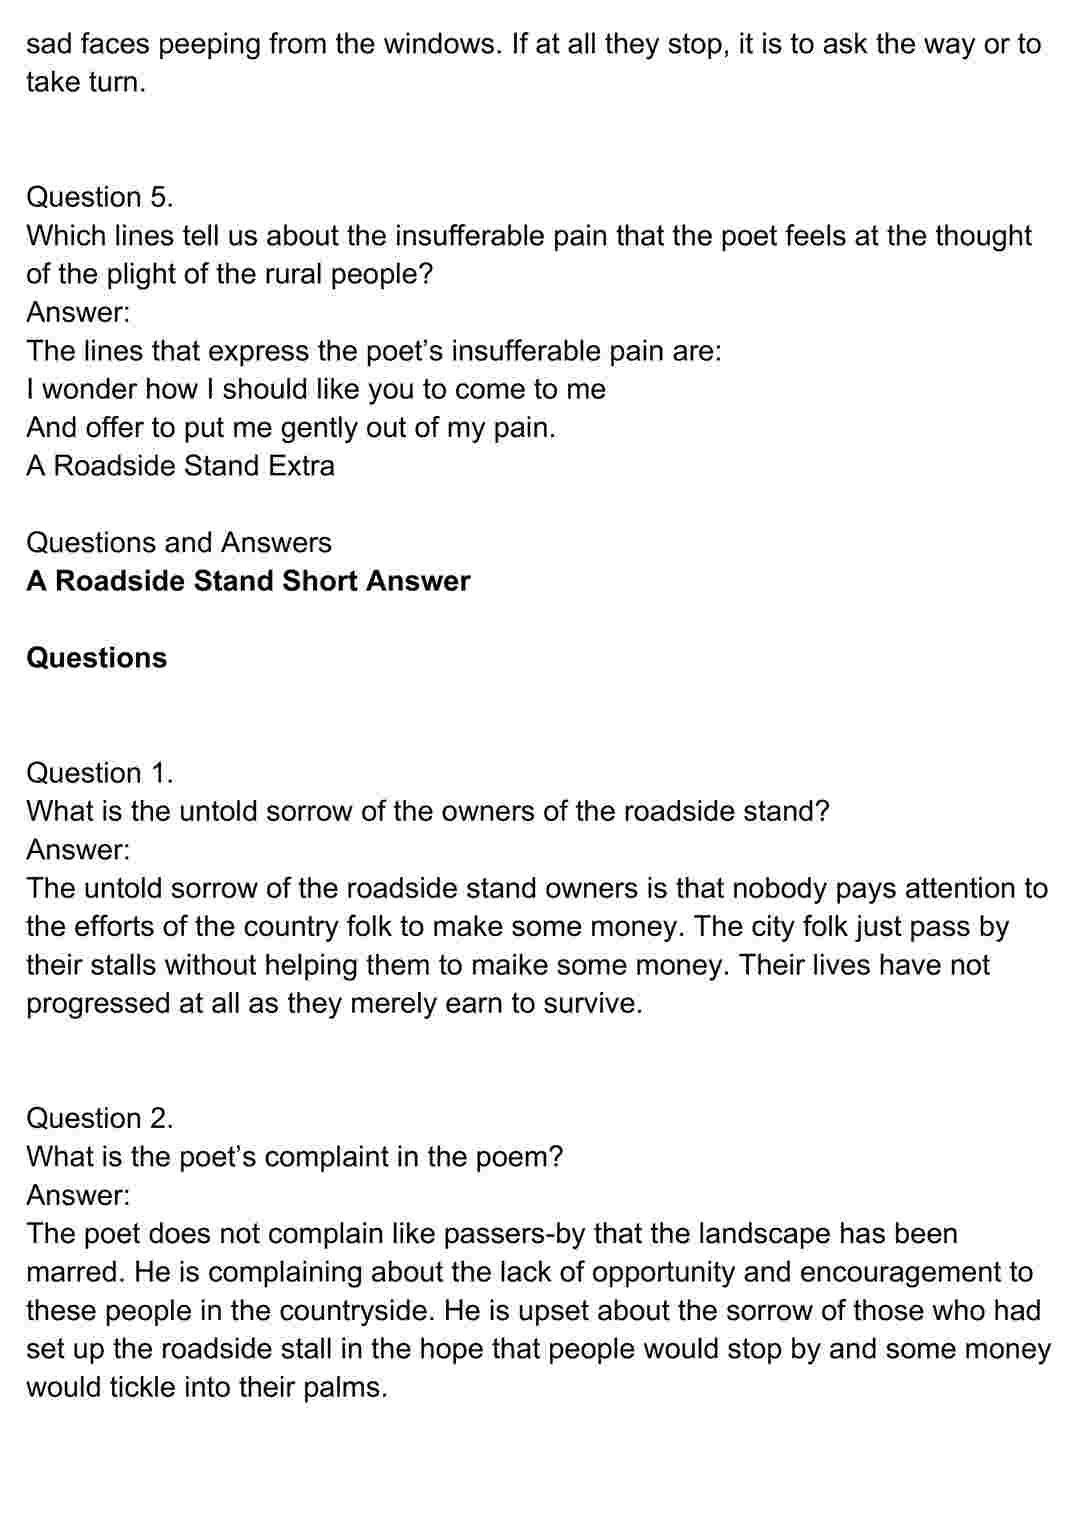 sad faces peeping from the windows. If at all they stop, it is to ask the way or to
take turn.
Question 5.
Which lines tell us about the insufferable pain that the poet feels at the thought
of the plight of the rural people?
Answer:
The lines that express the poet’s insufferable pain are:
I wonder how I should like you to come to me
And offer to put me gently out of my pain.
A Roadside Stand Extra
Questions and Answers
A Roadside Stand Short Answer
Questions
Question 1.
What is the untold sorrow of the owners of the roadside stand?
Answer:
The untold sorrow of the roadside stand owners is that nobody pays attention to
the efforts of the country folk to make some money. The city folk just pass by
their stalls without helping them to maike some money. Their lives have not
progressed at all as they merely earn to survive.
Question 2.
What is the poet’s complaint in the poem?
Answer:
The poet does not complain like passers-by that the landscape has been
marred. He is complaining about the lack of opportunity and encouragement to
these people in the countryside. He is upset about the sorrow of those who had
set up the roadside stall in the hope that people would stop by and some money
would tickle into their palms.